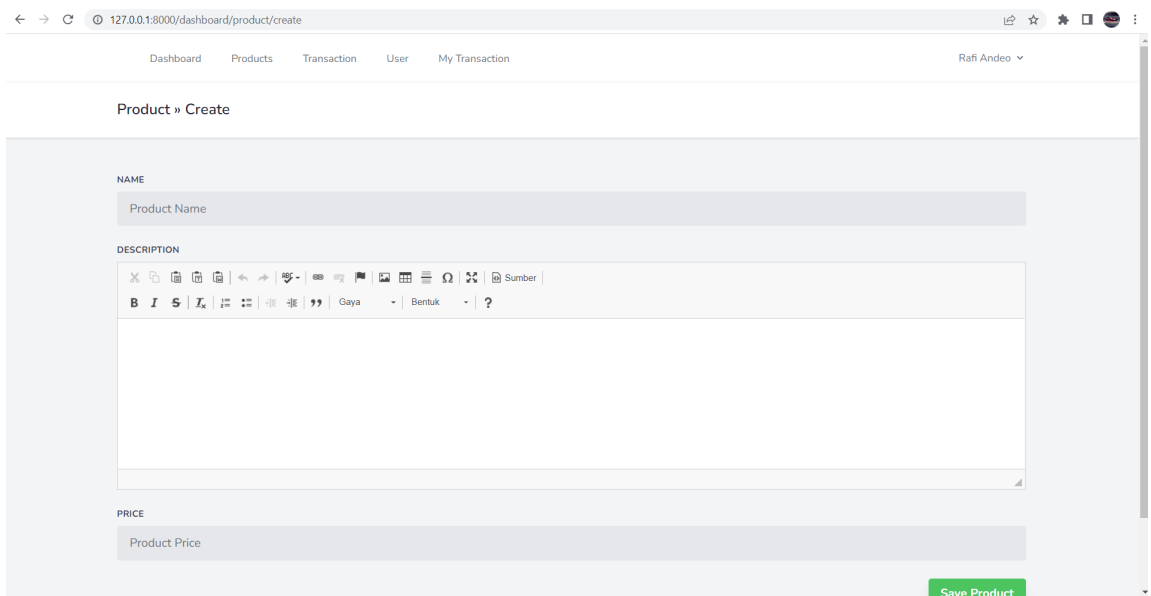 127.0.0.1:8000/dashboard/product/create
Dashboard Products Transaction User My Transaction Rafi Andeo
Product » Create
NAME
Product Name
DESCRIPTION
Sumber
Gaya Bentuk ?
PRICE
Product Price
Save Product